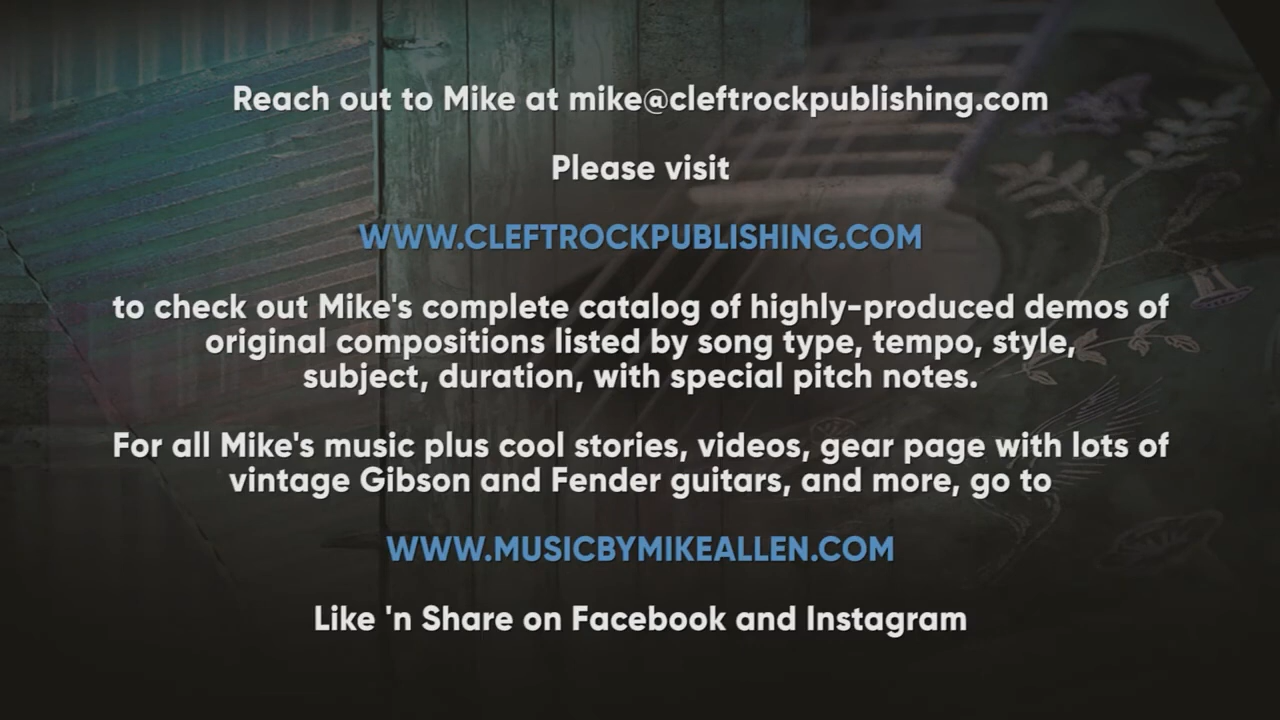 Reach out to Mike at mike@cleftrockpublishing.com
Please visit
WWW.CLEFTROCKPUBLISHING.COM
to check out Mike's complete catalog of highly-produced demos of
original compositions listed by song type, tempo, style,
subject, duration, with special pitch notes.
For all Mike's music plus cool stories, videos, gear page with lots of
vintage Gibson and Fender guitars, and more, go to
WWW.MUSICBYMIKEALLEN.COM
Like 'n Share on Facebook and Instagram